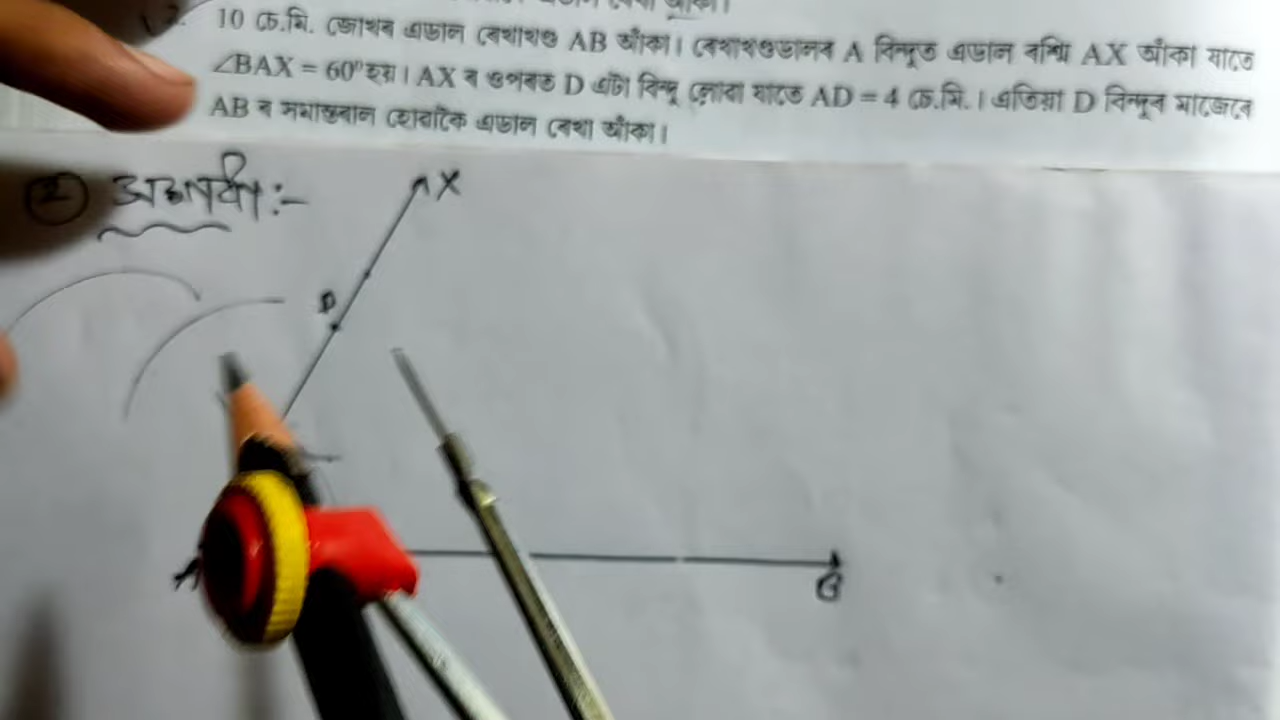 আঁকা।
10 চে.মি. জোখৰ এডাল ৰেখাখণ্ড AB আঁকা। ৰেখাখণ্ডডালৰ A বিন্দুত এডাল ৰশ্মি AX আঁকা যাতে
∠BAX = 60° হয়। AX ৰ ওপৰত D এটা বিন্দু লোৱা যাতে AD = 4 চে.মি.। এতিয়া D বিন্দুৰ মাজেৰে
AB ৰ সমান্তৰাল হোৱাকৈ এডাল ৰেখা আঁকা।
X
D
A
B